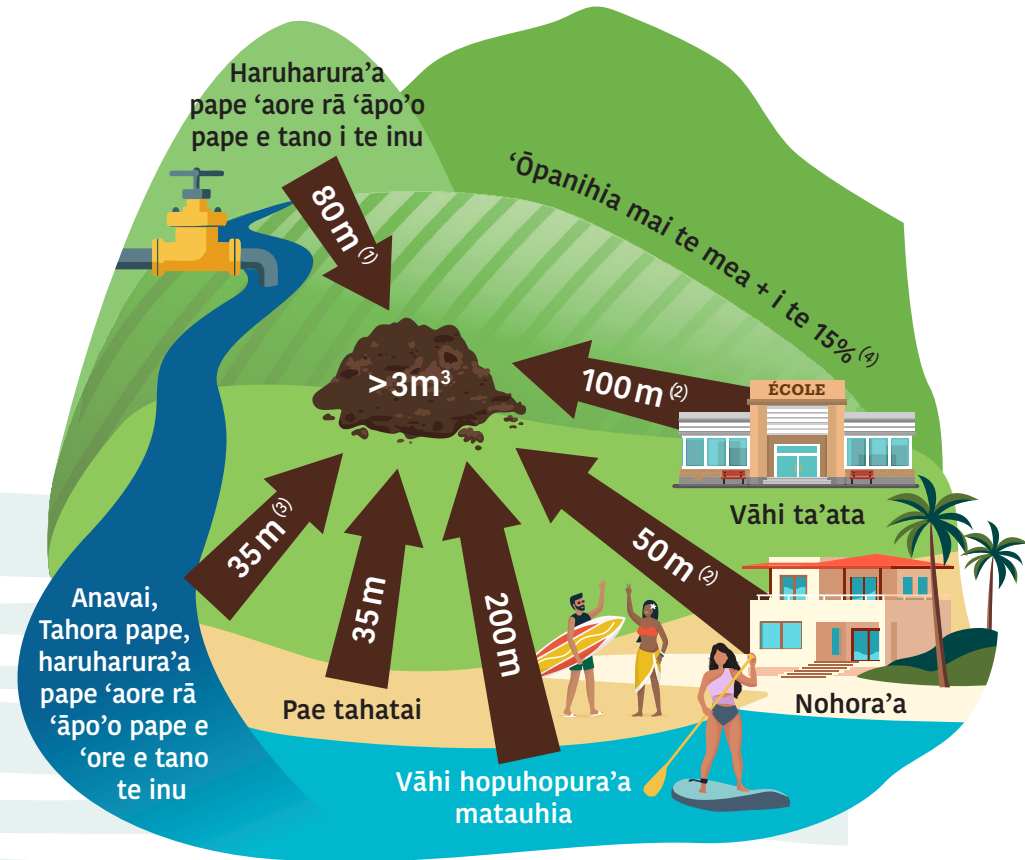 Haruharura’a
pape ‘aore rā ‘āpo’o
pape e tano i te inu
‘Ōpanihia mai te mea + i te 15% (4)
80 m (1)
> 3m³
100 m (2)
ÉCOLE
Vāhi ta’ata
35 m (3)
35 m
200 m
50 m (2)
Anavai,
Tahora pape,
haruharura’a
pape ‘aore rā
‘āpo’o pape e
‘ore e tano
te inu
Pae tahatai
Nohora’a
Vāhi hopuhopura’a
matauhia